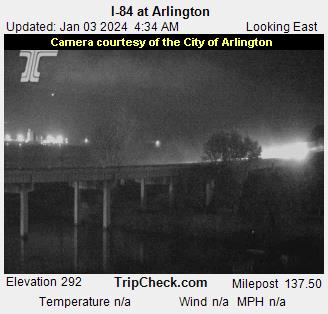 I-84 at Arlington
Updated: Jan 03 2024 4:34 AM Looking East
Camera courtesy of the City of Arlington
Elevation 292 TripCheck.com Milepost 137.50
Temperature n/a Wind n/a MPH n/a